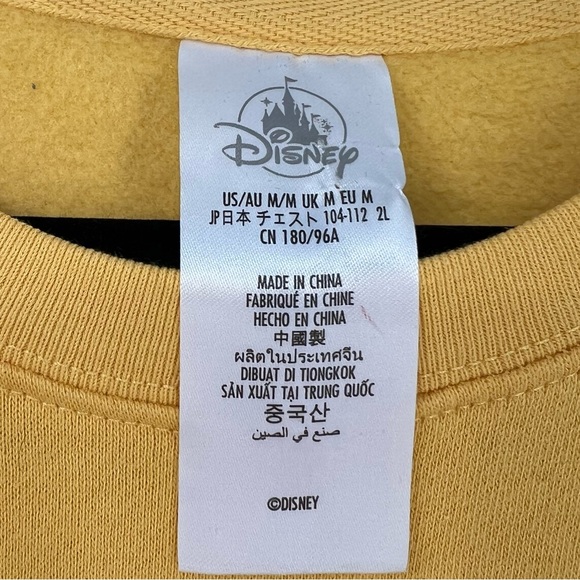 Disney
US/AU M/M UK M EU M
JP日本 チェスト 104-112 2L
CN 180/96A
MADE IN CHINA
FABRIQUÉ EN CHINE
HECHO EN CHINA
中國製
ผลิตในประเทศจีน
DIBUAT DI TIONGKOK
SẢN XUẤT TẠI TRUNG QUỐC
중국산
صنع في الصين
©DISNEY